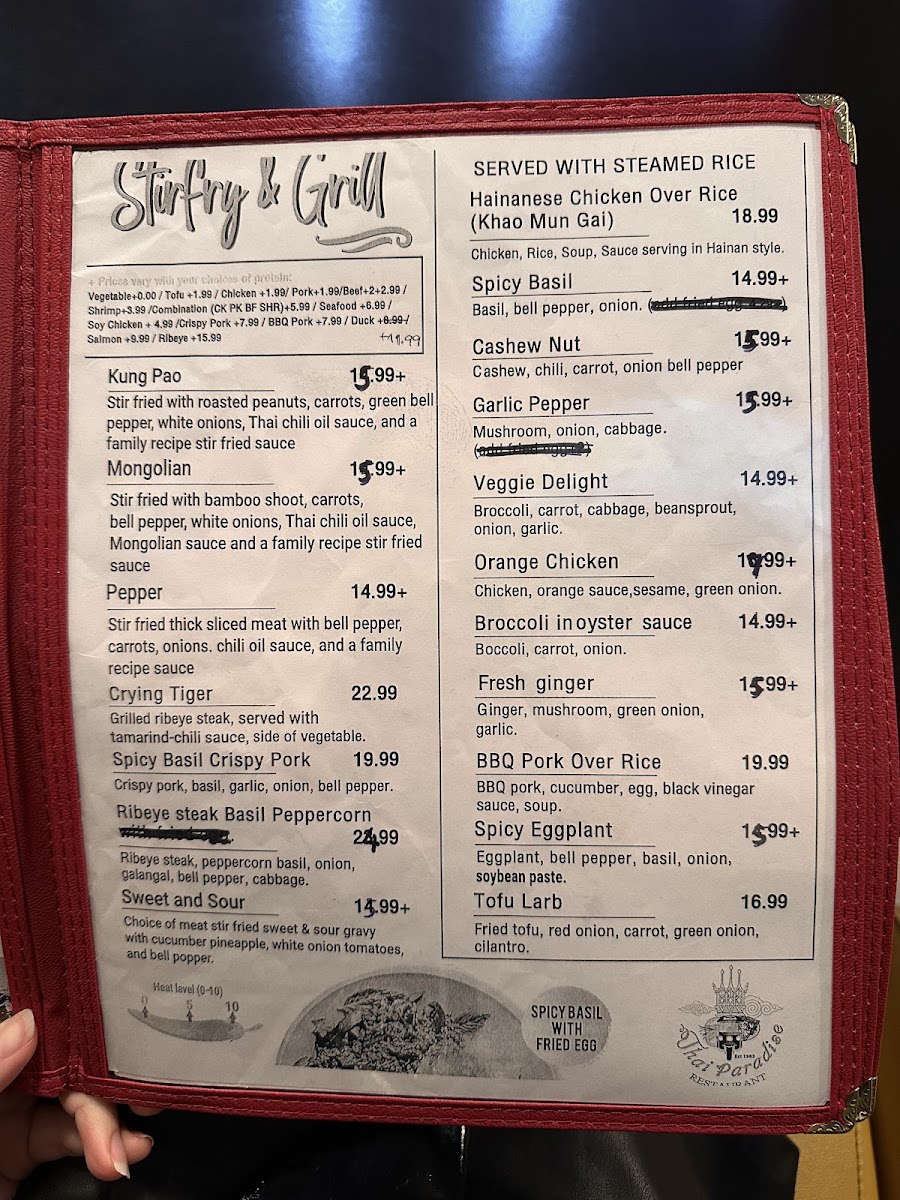 Stirfry & Grill
+ Prices vary with your choices of protein:
Vegetable+0.00 / Tofu +1.99 / Chicken +1.99/ Pork+1.99/Beef+2+2.99 /
Shrimp+3.99 /Combination (CK PK BF SHR)+5.99 / Seafood +6.99 /
Soy Chicken + 4.99 /Crispy Pork +7.99 / BBQ Pork +7.99 / Duck +8.99 /
Salmon +9.99 / Ribeye +15.99 +11.99
Kung Pao 15.99+
Stir fried with roasted peanuts, carrots, green bell
pepper, white onions, Thai chili oil sauce, and a
family recipe stir fried sauce
Mongolian 15.99+
Stir fried with bamboo shoot, carrots,
bell pepper, white onions, Thai chili oil sauce,
Mongolian sauce and a family recipe stir fried
sauce
Pepper 14.99+
Stir fried thick sliced meat with bell pepper,
carrots, onions. chili oil sauce, and a family
recipe sauce
Crying Tiger 22.99
Grilled ribeye steak, served with
tamarind-chili sauce, side of vegetable.
Spicy Basil Crispy Pork 19.99
Crispy pork, basil, garlic, onion, bell pepper.
Ribeye steak Basil Peppercorn
with fried egg. 24.99
Ribeye steak, peppercorn basil, onion,
galangal, bell pepper, cabbage.
Sweet and Sour 15.99+
Choice of meat stir fried sweet & sour gravy
with cucumber pineapple, white onion tomatoes,
and bell popper.
Heat lavel (0-10)
0 5 10
SERVED WITH STEAMED RICE
Hainanese Chicken Over Rice
(Khao Mun Gai) 18.99
Chicken, Rice, Soup, Sauce serving in Hainan style.
Spicy Basil 14.99+
Basil, bell pepper, onion. (add fried egg
Cashew Nut 15.99+
Cashew, chili, carrot, onion bell pepper
Garlic Pepper 15.99+
Mushroom, onion, cabbage.
(add fried egg
Veggie Delight 14.99+
Broccoli, carrot, cabbage, beansprout,
onion, garlic.
Orange Chicken 99+
Chicken, orange sauce,sesame, green onion.
Broccoli in oyster sauce 14.99+
Boccoli, carrot, onion.
Fresh ginger 15.99+
Ginger, mushroom, green onion,
garlic.
BBQ Pork Over Rice 19.99
BBQ pork, cucumber, egg, black vinegar
sauce, soup.
Spicy Eggplant 15.99+
Eggplant, bell pepper, basil, onion,
soybean paste.
Tofu Larb 16.99
Fried tofu, red onion, carrot, green onion,
cilantro.
SPICY BASIL
WITH
FRIED EGG
Est 1983
Thai Paradise
RESTAURANT